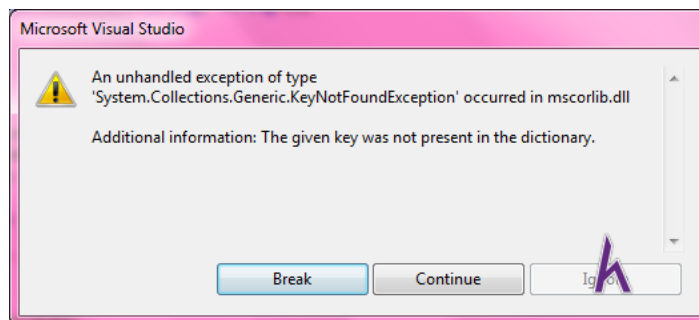 Microsoft Visual Studio
An unhandled exception of type
'System.Collections.Generic.KeyNotFoundException' occurred in mscorlib.dll
Additional information: The given key was not present in the dictionary.
Break Continue